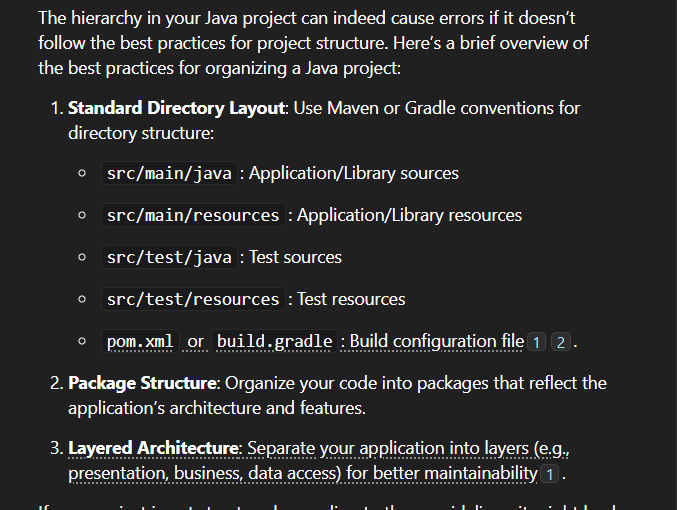 The hierarchy in your Java project can indeed cause errors if it doesn’t
follow the best practices for project structure. Here’s a brief overview of
the best practices for organizing a Java project:
1. Standard Directory Layout: Use Maven or Gradle conventions for
directory structure:
src/main/java : Application/Library sources
src/main/resources : Application/Library resources
src/test/java : Test sources
src/test/resources : Test resources
pom.xml or build.gradle : Build configuration file 1 2 .
2. Package Structure: Organize your code into packages that reflect the
application’s architecture and features.
3. Layered Architecture: Separate your application into layers (e.g.,
presentation, business, data access) for better maintainability 1 .